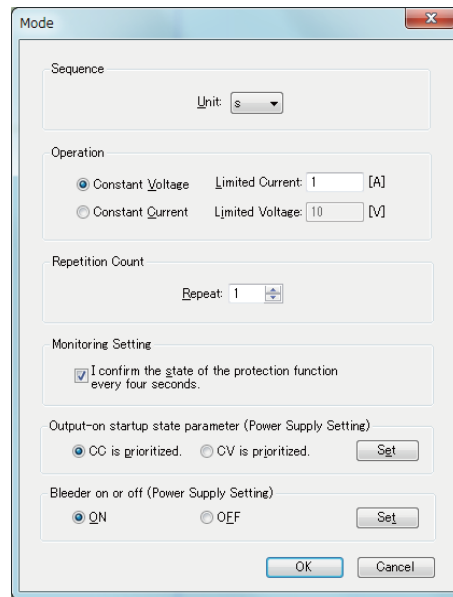 Mode
Sequence
Unit: s
Operation
Constant Voltage Limited Current: 1 [A]
Constant Current Limited Voltage: 10 [V]
Repetition Count
Repeat: 1
Monitoring Setting
I confirm the state of the protection function
every four seconds.
Output-on startup state parameter (Power Supply Setting)
CC is prioritized. CV is prioritized. Set
Bleeder on or off (Power Supply Setting)
ON OFF Set
OK Cancel